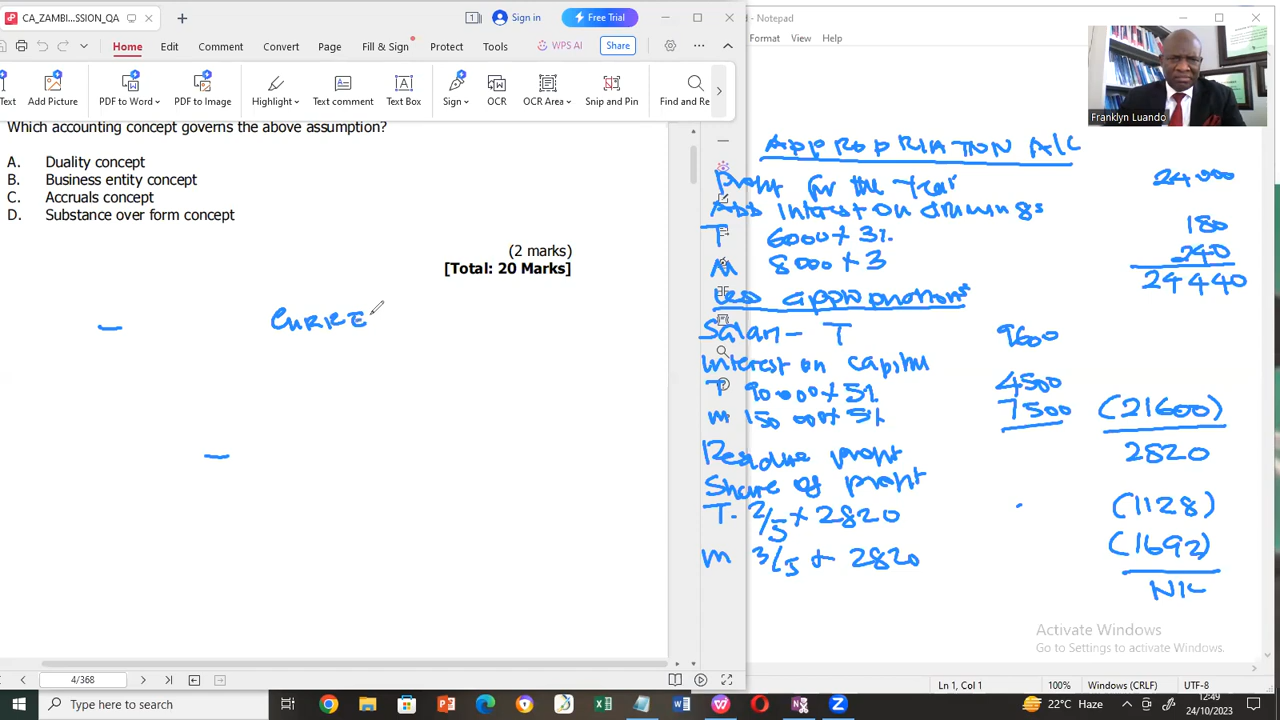 CA_ZAMBI...SSION_QA
Sign in
Free Trial
- Notepad
Home Edit Comment Convert Page Fill & Sign Protect Tools WPS AI Share
Format View Help
Text Add Picture PDF to Word PDF to Image Highlight Text comment Text Box Sign OCR OCR Area Snip and Pin Find and Re
Franklyn Luando
Which accounting concept governs the above assumption?
A. Duality concept
B. Business entity concept
C. Accruals concept
D. Substance over form concept
(2 marks)
[Total: 20 Marks]
CURRE
APPROPRIATION A/C
Profit for the Year 24000
Add interest on drawings
T 6000 x 3% 180
M 8000 x 3 240
24440
Less appropriations
Salary - T 9600
Interest on capital
T 90000 x 5% 4500
M 150 000 x 5% 7500 (21600)
Residue profit 2820
Share of profit
T. 2/5 x 2820 (1128)
M 3/5 x 2820 (1692)
NIL
Activate Windows
Go to Settings to activate Windows.
4/368
Ln 1, Col 1 100% Windows (CRLF) UTF-8
22°C Haze
12:49
24/10/2023